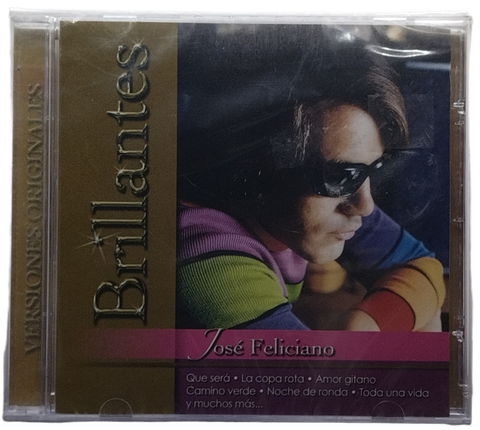 VERSIONES ORIGINALES
Brillantes
José Feliciano
Que será • La copa rota • Amor gitano
Camino verde • Noche de ronda • Toda una vida
y muchos más...